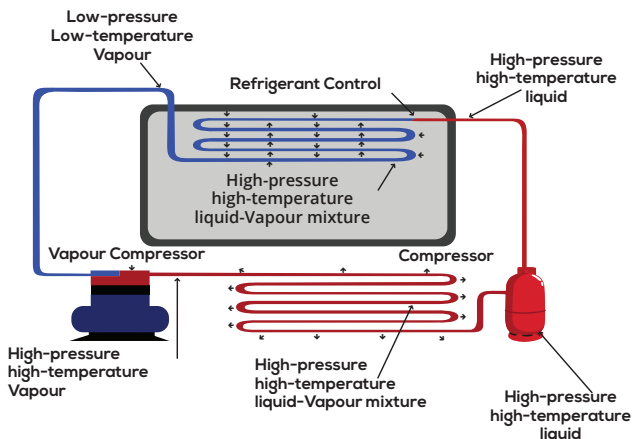 Low-pressure
Low-temperature
Vapour
Refrigerant Control
High-pressure
high-temperature
liquid
High-pressure
high-temperature
liquid-Vapour mixture
Vapour Compressor
Compressor
High-pressure
high-temperature
Vapour
High-pressure
high-temperature
liquid-Vapour mixture
High-pressure
high-temperature
liquid